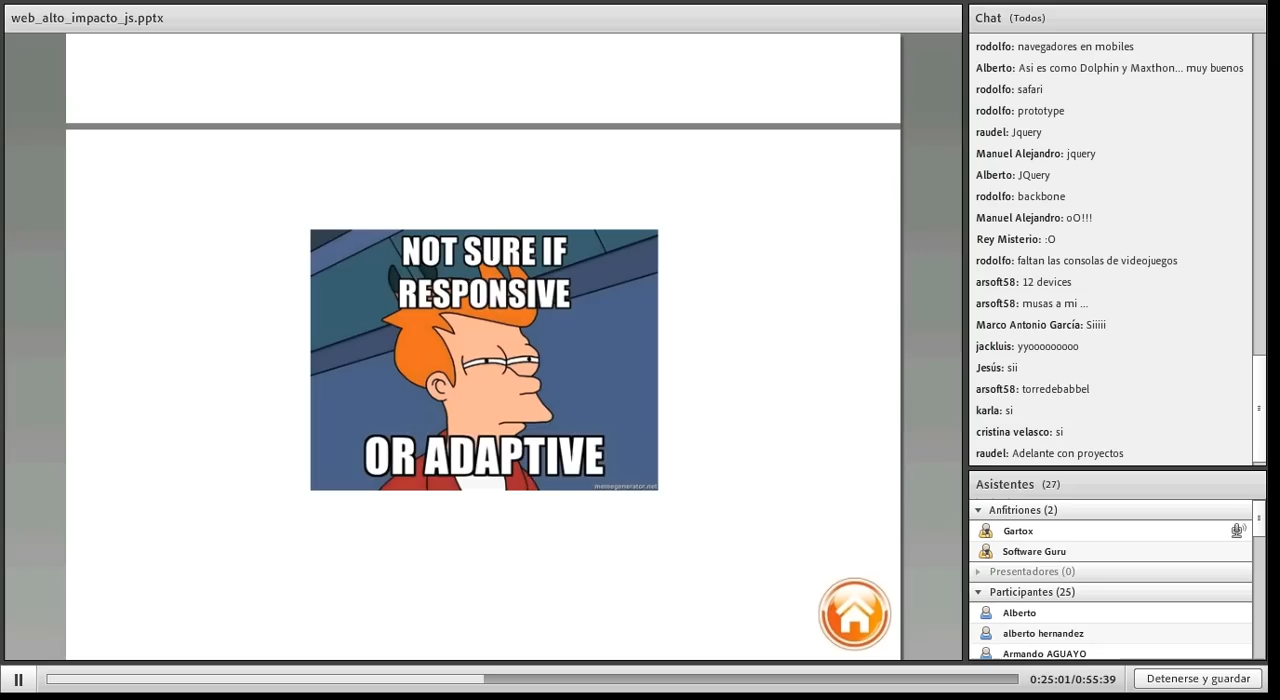 web_alto_impacto_js.pptx
NOT SURE IF
RESPONSIVE
OR ADAPTIVE
memegenerator.net
Chat (Todos)
rodolfo: navegadores en mobiles
Alberto: Asi es como Dolphin y Maxthon... muy buenos
rodolfo: safari
rodolfo: prototype
raudel: Jquery
Manuel Alejandro: jquery
Alberto: JQuery
rodolfo: backbone
Manuel Alejandro: oO!!!
Rey Misterio: :O
rodolfo: faltan las consolas de videojuegos
arsoft58: 12 devices
arsoft58: musas a mi ...
Marco Antonio García: Siiiii
jackluis: yyooooooooo
Jesús: sii
arsoft58: torredebabbel
karla: si
cristina velasco: si
raudel: Adelante con proyectos
Asistentes (27)
Anfitriones (2)
Gartox
Software Guru
Presentadores (0)
Participantes (25)
Alberto
alberto hernandez
Armando AGUAYO
0:25:01/0:55:39
Detenerse y guardar